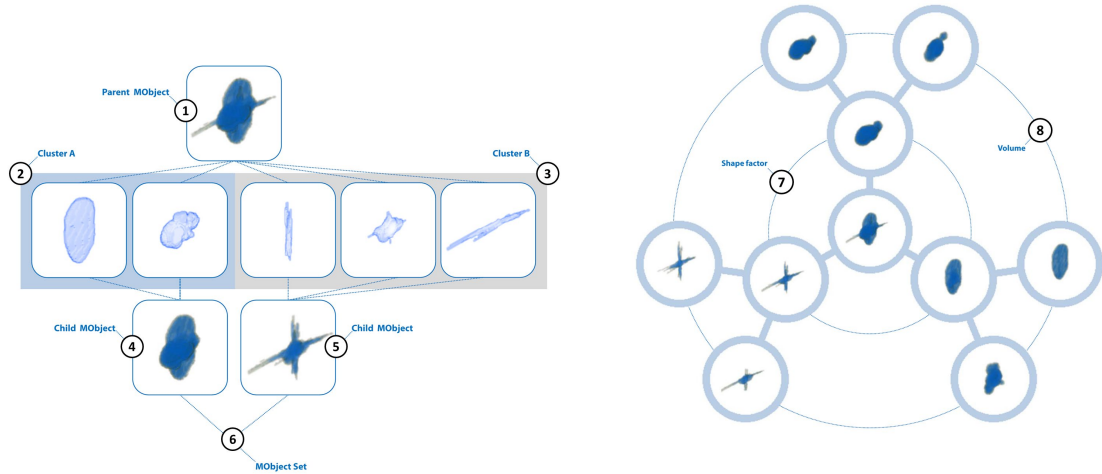 Parent MObject
1
Cluster A
2
Cluster B
3
Child MObject
4
Child MObject
5
6
MObject Set
Shape factor
7
8
Volume